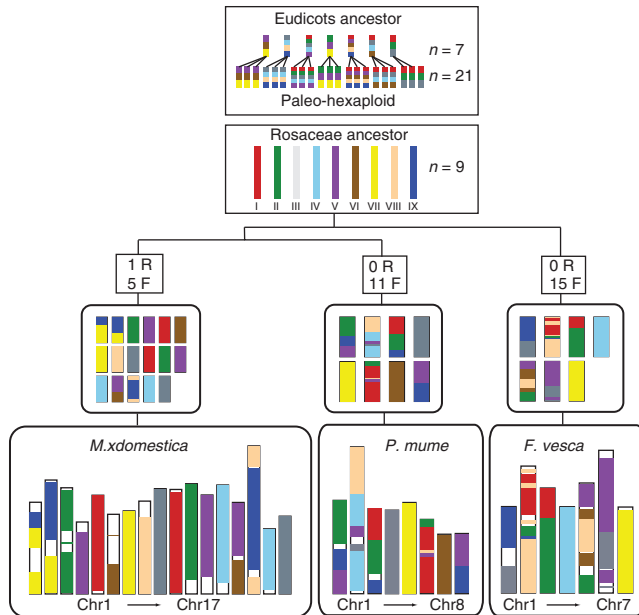 Eudicots ancestor
n = 7
n = 21
Paleo-hexaploid
Rosaceae ancestor
n = 9
I II III IV V VI VII VIII IX
1 R
5 F
0 R
11 F
0 R
15 F
M.xdomestica
Chr1 Chr17
P. mume
Chr1 Chr8
F. vesca
Chr1 Chr7